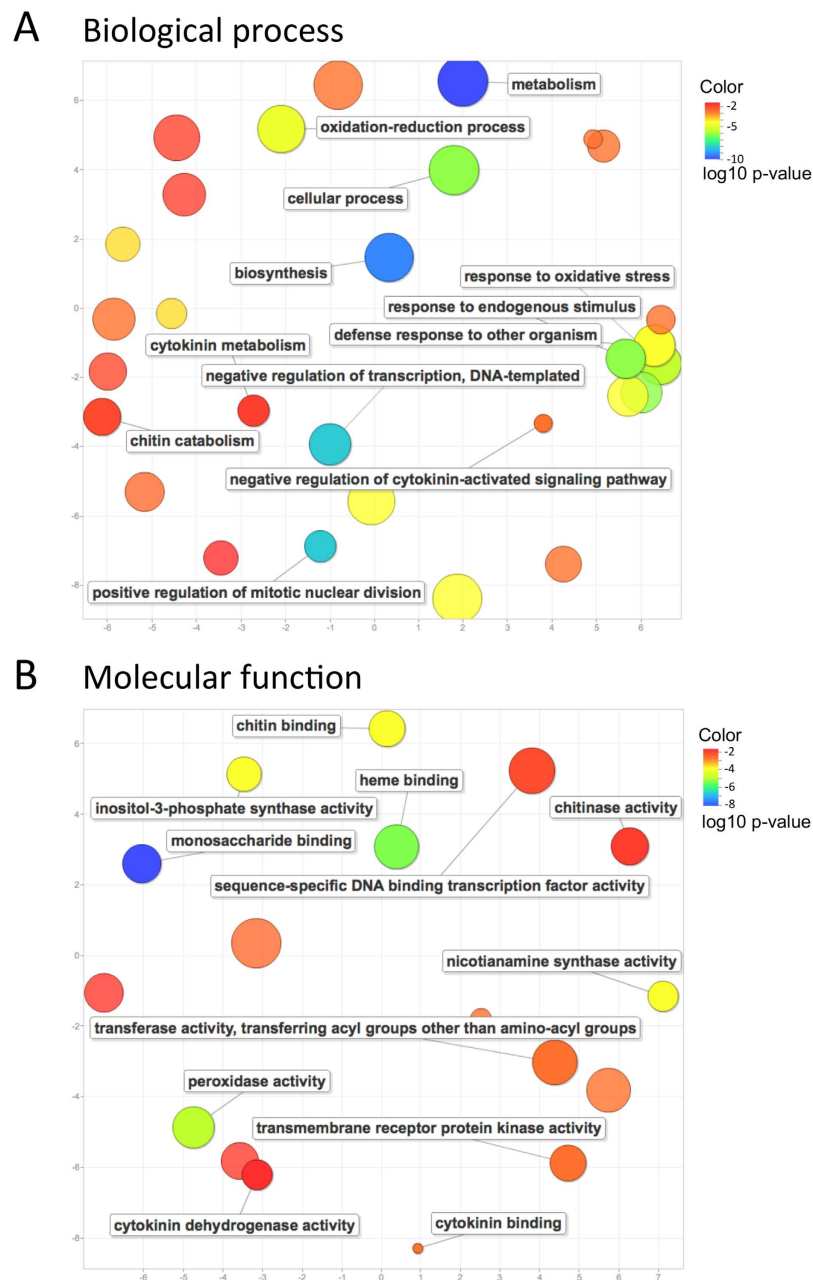 A Biological process
metabolism
oxidation-reduction process
cellular process
biosynthesis
response to oxidative stress
response to endogenous stimulus
defense response to other organism
cytokinin metabolism
negative regulation of transcription, DNA-templated
chitin catabolism
negative regulation of cytokinin-activated signaling pathway
positive regulation of mitotic nuclear division
6
4
2
0
-2
-4
-6
-8
-6 -5 -4 -3 -2 -1 0 1 2 3 4 5 6
Color
-2
-5
-10
log10 p-value
B Molecular function
chitin binding
heme binding
inositol-3-phosphate synthase activity
chitinase activity
monosaccharide binding
sequence-specific DNA binding transcription factor activity
nicotianamine synthase activity
transferase activity, transferring acyl groups other than amino-acyl groups
peroxidase activity
transmembrane receptor protein kinase activity
cytokinin dehydrogenase activity
cytokinin binding
6
4
2
0
-2
-4
-6
-8
-6 -5 -4 -3 -2 -1 0 1 2 3 4 5 6 7
Color
-2
-4
-6
-8
log10 p-value